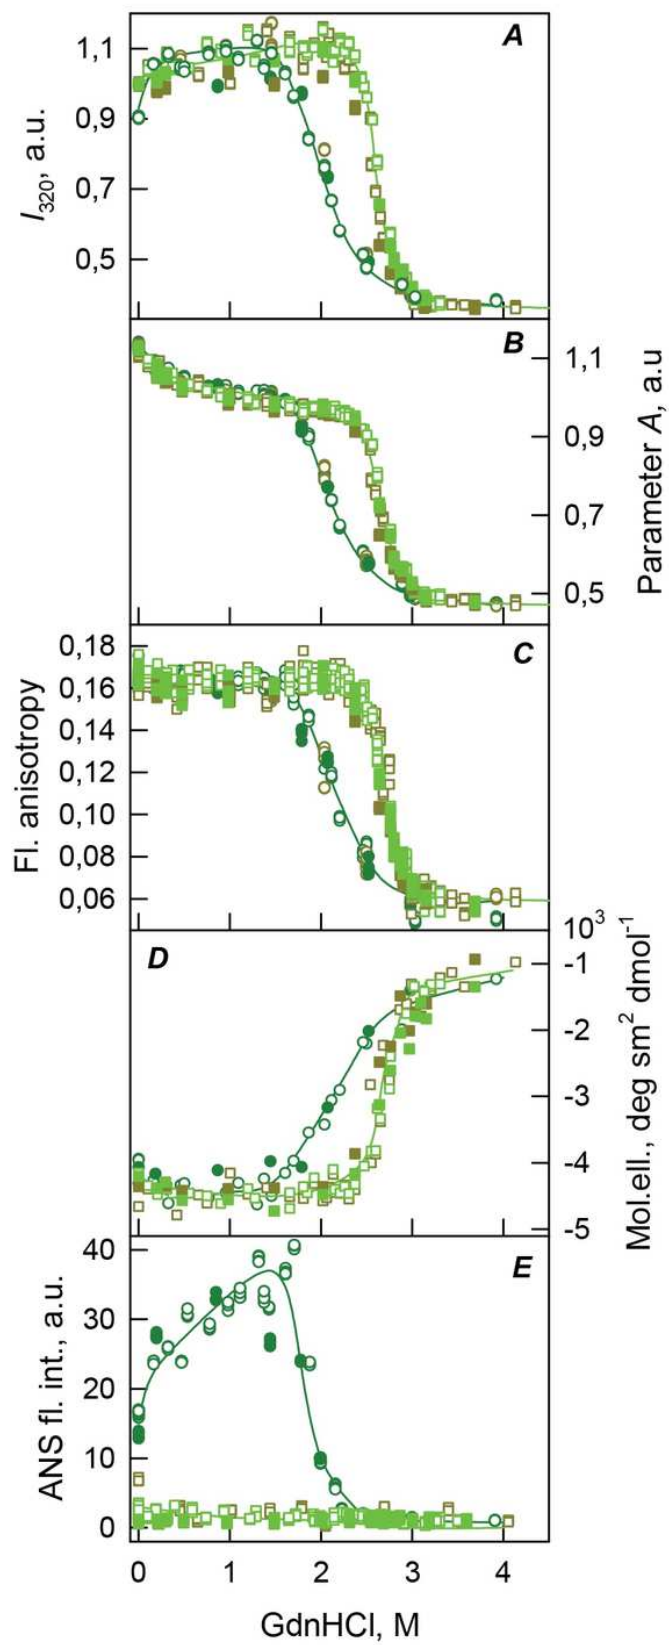 A
1,1
0,9
0,7
0,5
I320, a.u.
B
1,1
0,9
0,7
0,5
Parameter A, a.u
C
0,18
0,16
0,14
0,12
0,10
0,08
0,06
Fl. anisotropy
D
10³
-1
-2
-3
-4
-5
Mol.ell., deg sm² dmol⁻¹
E
40
30
20
10
0
ANS fl. int., a.u.
0 1 2 3 4
GdnHCl, M